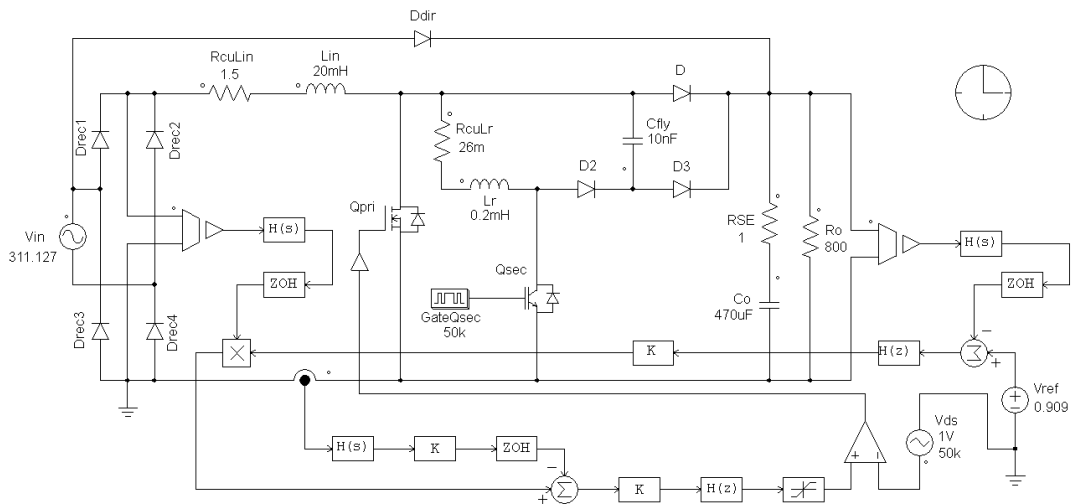 Ddir
RcuLin
1.5
Lin
20mH
D
Drec1
Drec2
RcuLr
26m
Cfly
10nF
D2
D3
Lr
0.2mH
Qpri
Vin
311.127
H(s)
ZOH
RSE
1
Ro
800
H(s)
ZOH
Qsec
GateQsec
50k
Co
470uF
Drec3
Drec4
K
H(z)
−
Σ
+
Vref
0.909
Vds
1V
50k
H(s)
K
ZOH
−
Σ
+
K
H(z)
+
−